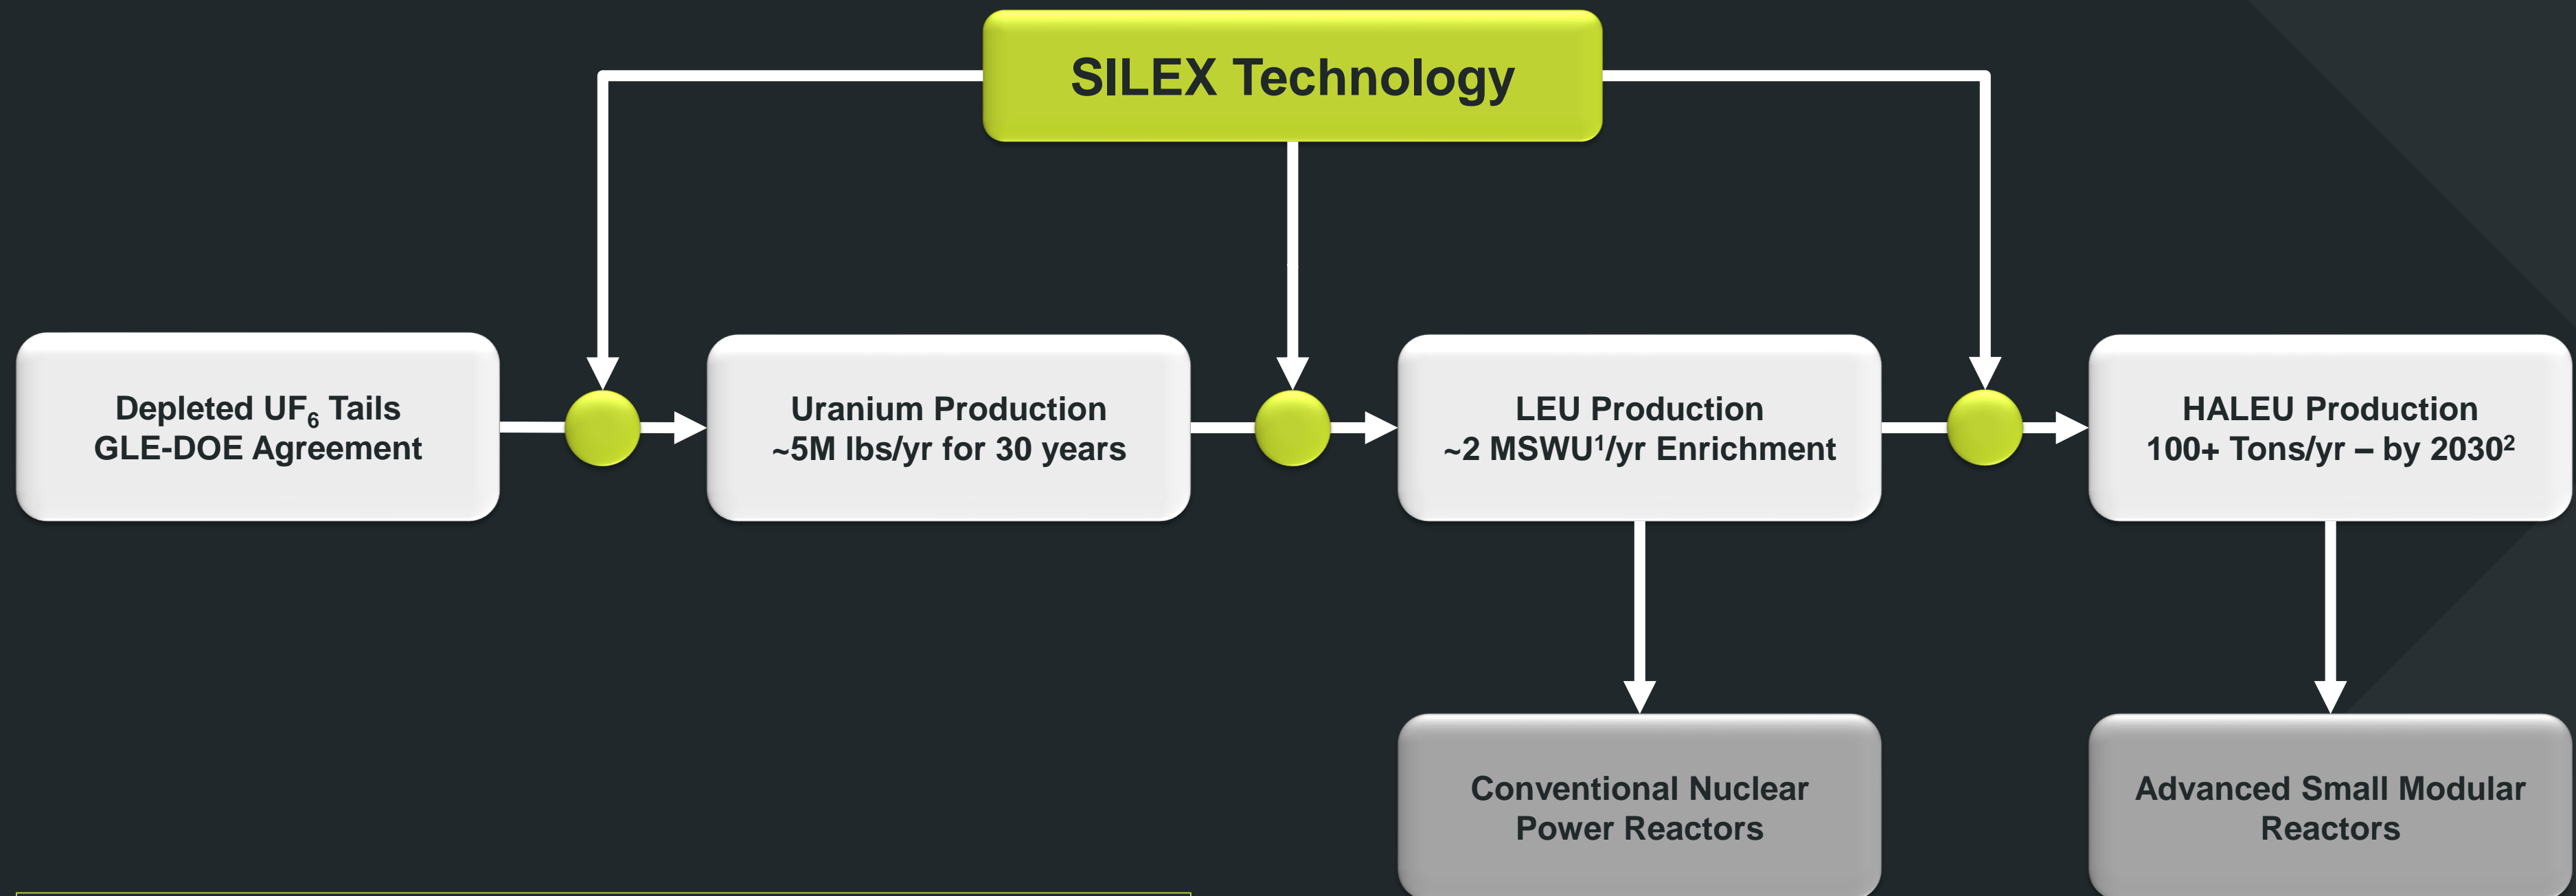 SILEX Technology
Depleted UF₆ Tails
GLE-DOE Agreement
Uranium Production
~5M lbs/yr for 30 years
LEU Production
~2 MSWU¹/yr Enrichment
HALEU Production
100+ Tons/yr – by 2030²
Conventional Nuclear
Power Reactors
Advanced Small Modular
Reactors